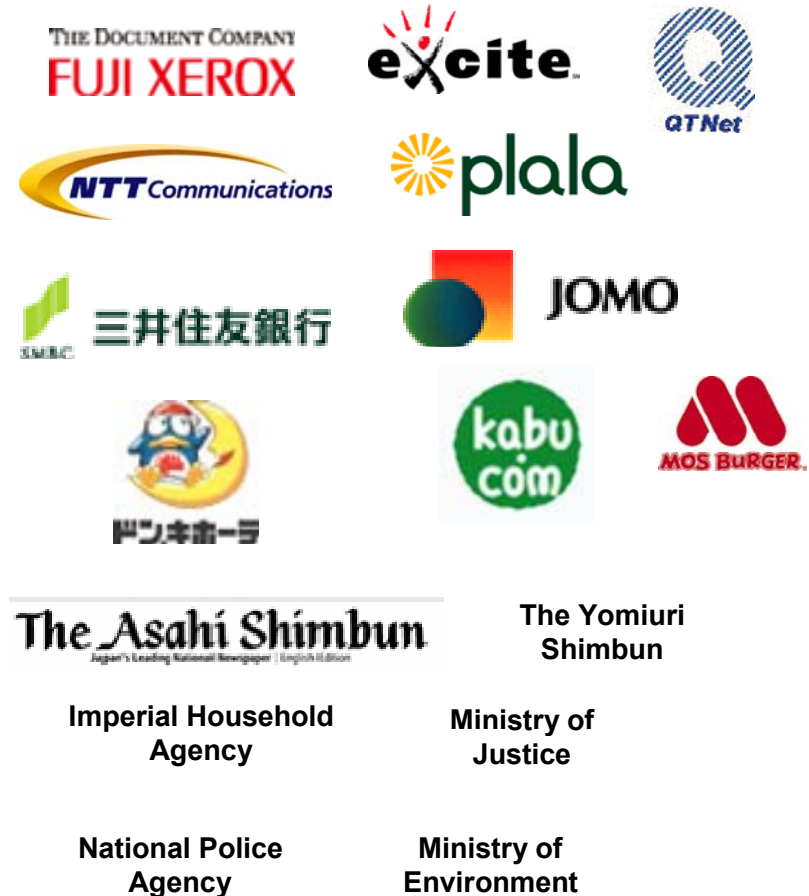 THE DOCUMENT COMPANY
FUJI XEROX
excite
QTNet
NTT Communications
plala
SMBC
三井住友銀行
JOMO
ドン.キホーテ
kabu
.com
MOS BURGER
The Asahi Shimbun
Japan's Leading National Newspaper | English Edition
The Yomiuri
Shimbun
Imperial Household
Agency
Ministry of
Justice
National Police
Agency
Ministry of
Environment